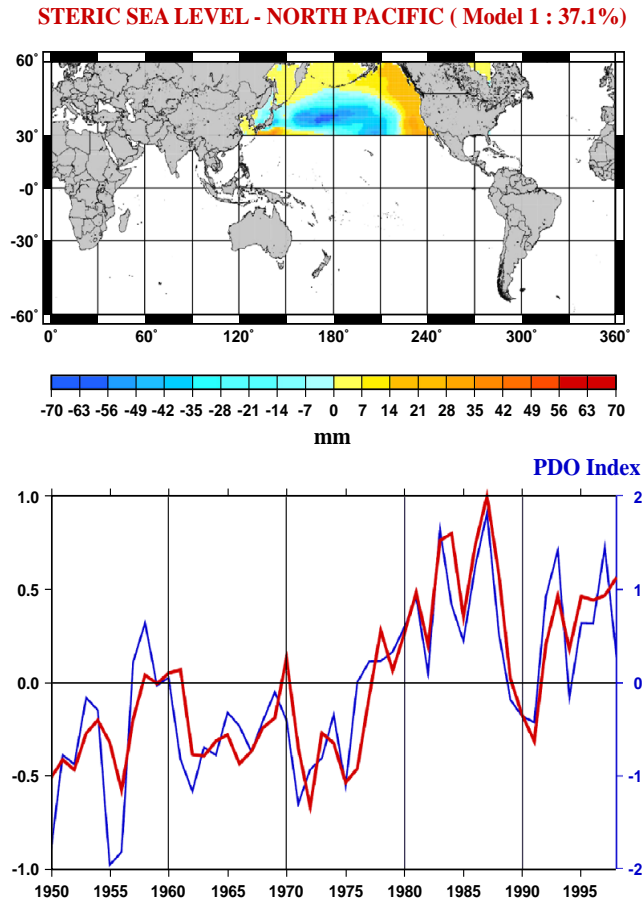 STERIC SEA LEVEL - NORTH PACIFIC ( Model 1 : 37.1%)
60˚
30˚
-0˚
-30˚
-60˚
0˚ 60˚ 120˚ 180˚ 240˚ 300˚ 360˚
-70 -63 -56 -49 -42 -35 -28 -21 -14 -7 0 7 14 21 28 35 42 49 56 63 70
mm
PDO Index
1.0 2
0.5 1
0.0 0
-0.5 -1
-1.0 -2
1950 1955 1960 1965 1970 1975 1980 1985 1990 1995